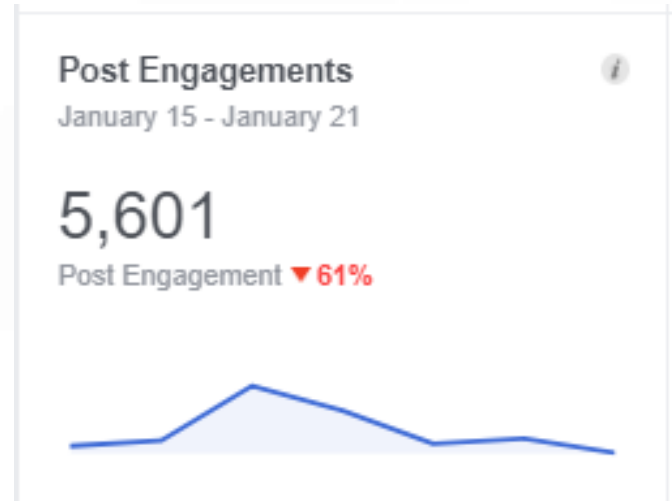 Post Engagements
January 15 - January 21
5,601
Post Engagement ▼ 61%